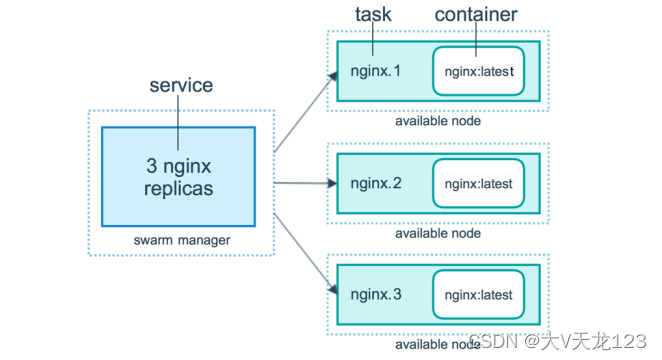 task
container
nginx.1
nginx:latest
available node
service
3 nginx
replicas
swarm manager
nginx.2
nginx:latest
available node
nginx.3
nginx:latest
available node
CSDN @大V天龙123